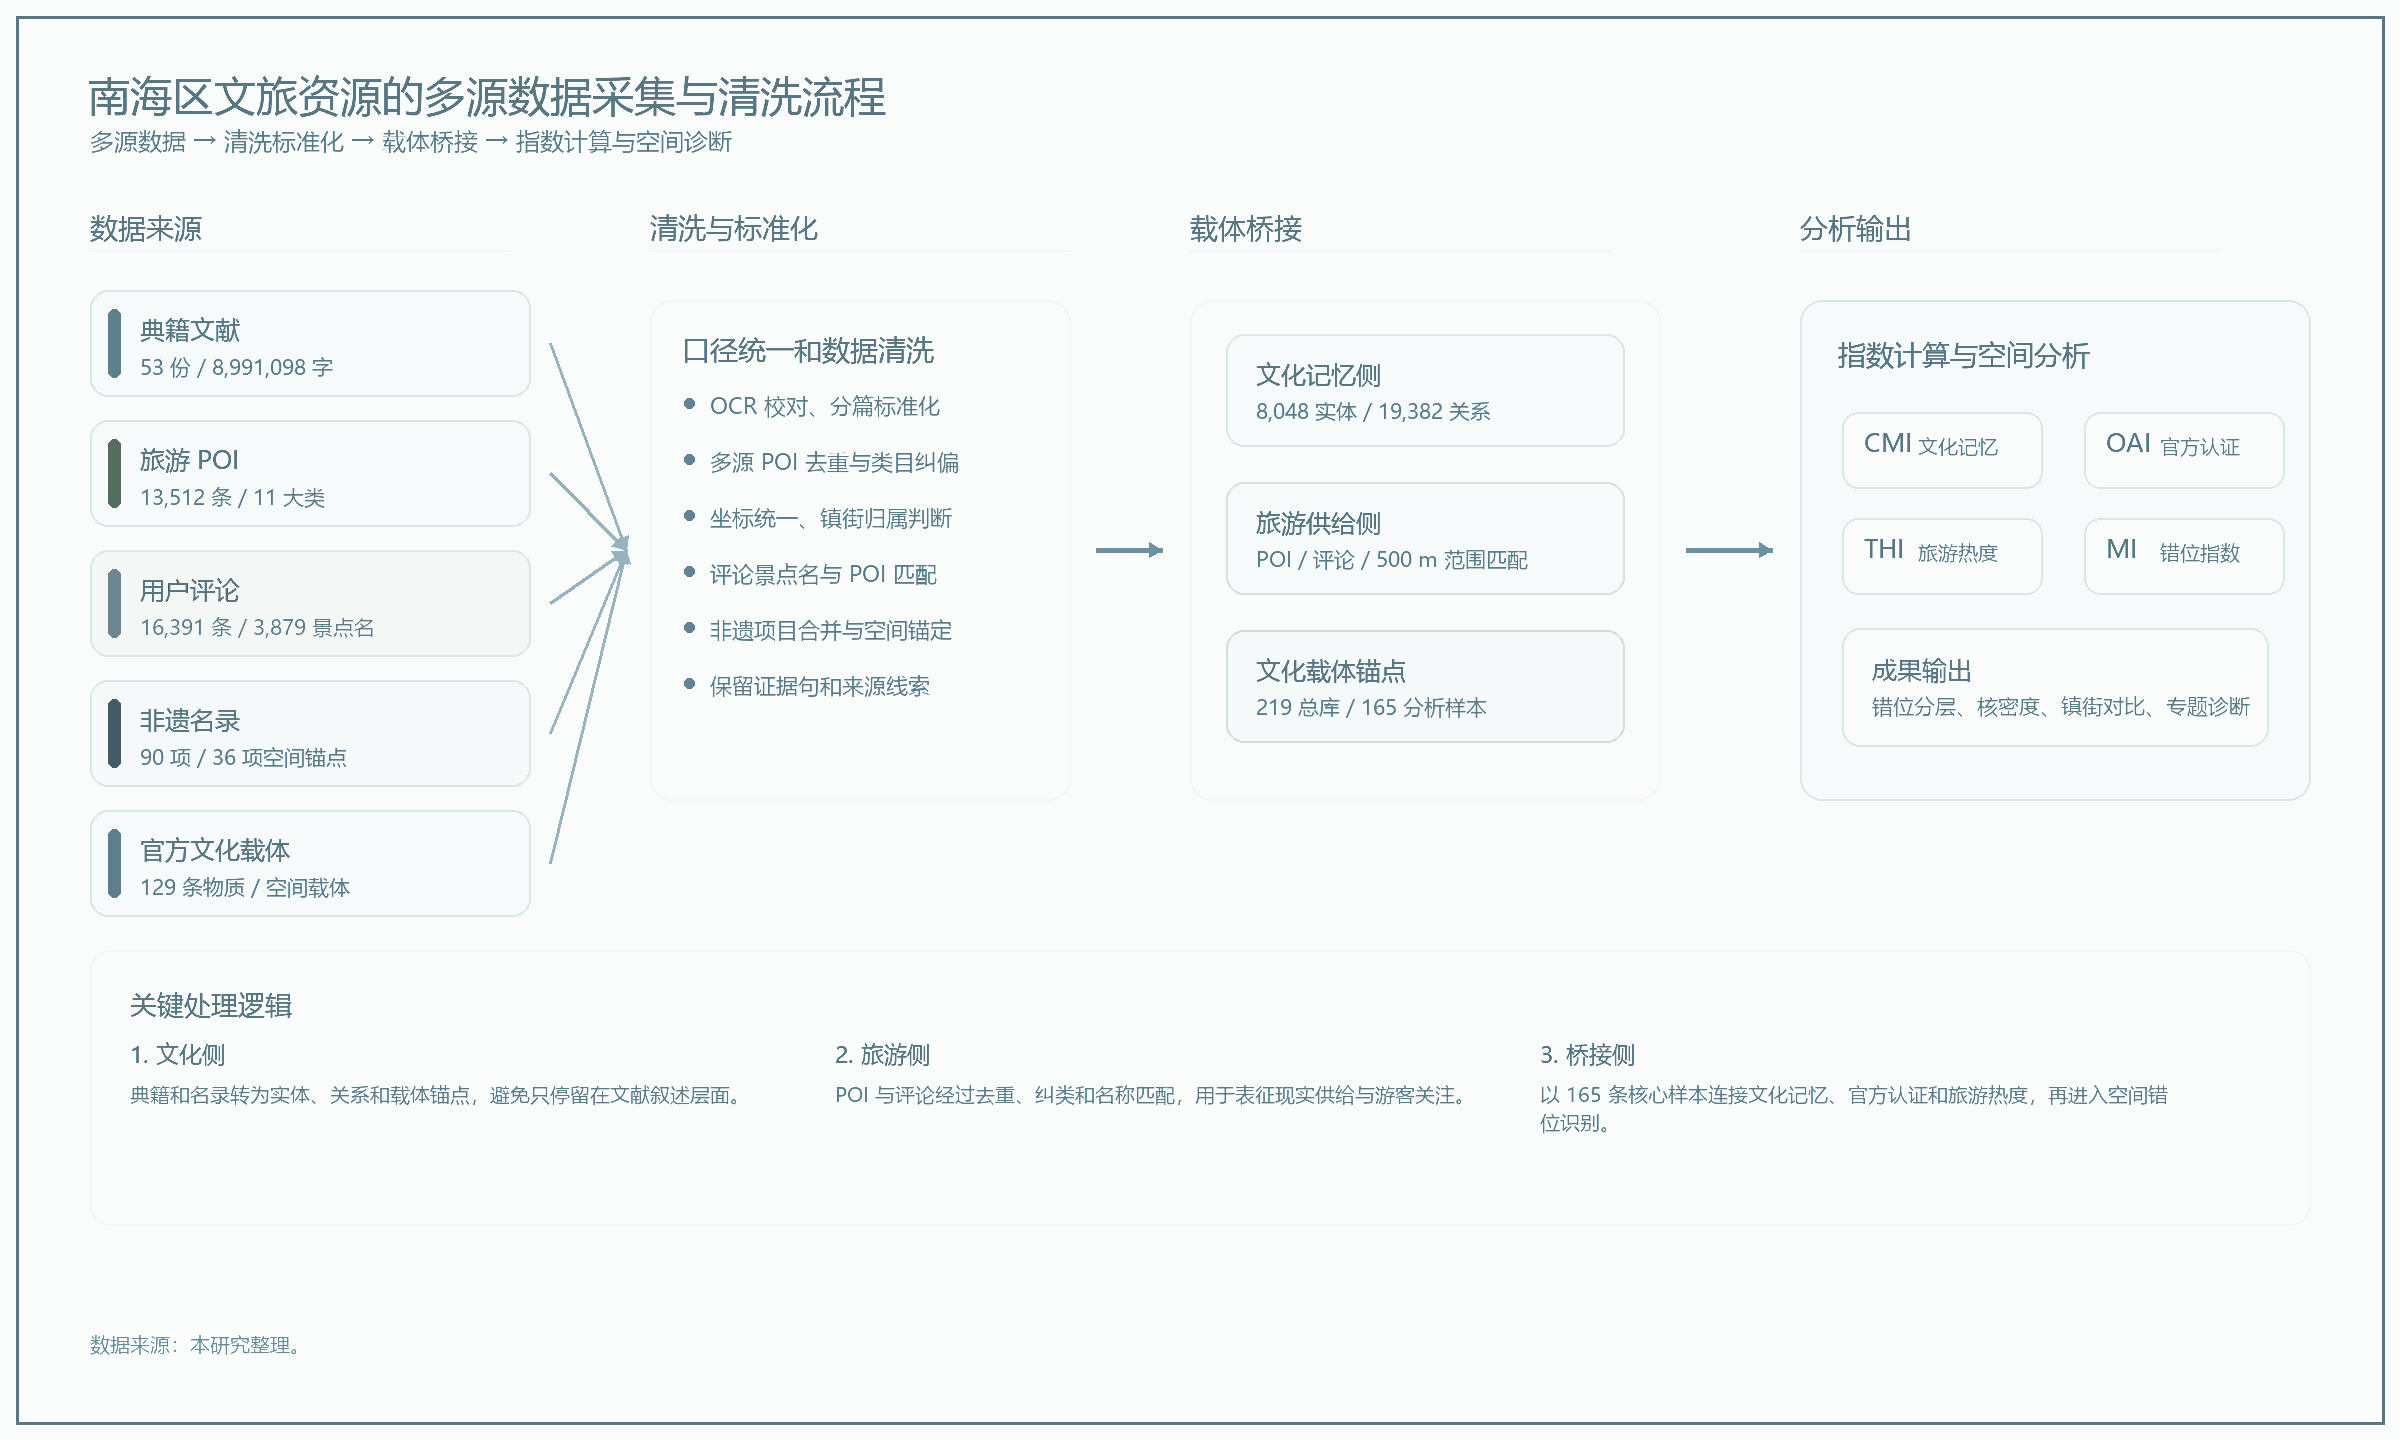 南海区文旅资源的多源数据采集与清洗流程
多源数据 → 清洗标准化 → 载体桥接 → 指数计算与空间诊断
数据来源
典籍文献
53 份 / 8,991,098 字
旅游 POI
13,512 条 / 11 大类
用户评论
16,391 条 / 3,879 景点名
非遗名录
90 项 / 36 项空间锚点
官方文化载体
129 条物质 / 空间载体
清洗与标准化
口径统一和数据清洗
OCR 校对、分篇标准化
多源 POI 去重与类目纠偏
坐标统一、镇街归属判断
评论景点名与 POI 匹配
非遗项目合并与空间锚定
保留证据句和来源线索
载体桥接
文化记忆侧
8,048 实体 / 19,382 关系
旅游供给侧
POI / 评论 / 500 m 范围匹配
文化载体锚点
219 总库 / 165 分析样本
分析输出
指数计算与空间分析
CMI 文化记忆
OAI 官方认证
THI 旅游热度
MI 错位指数
成果输出
错位分层、核密度、镇街对比、专题诊断
关键处理逻辑
1. 文化侧
典籍和名录转为实体、关系和载体锚点，避免只停留在文献叙述层面。
2. 旅游侧
POI 与评论经过去重、纠类和名称匹配，用于表征现实供给与游客关注。
3. 桥接侧
以 165 条核心样本连接文化记忆、官方认证和旅游热度，再进入空间错
位识别。
数据来源：本研究整理。